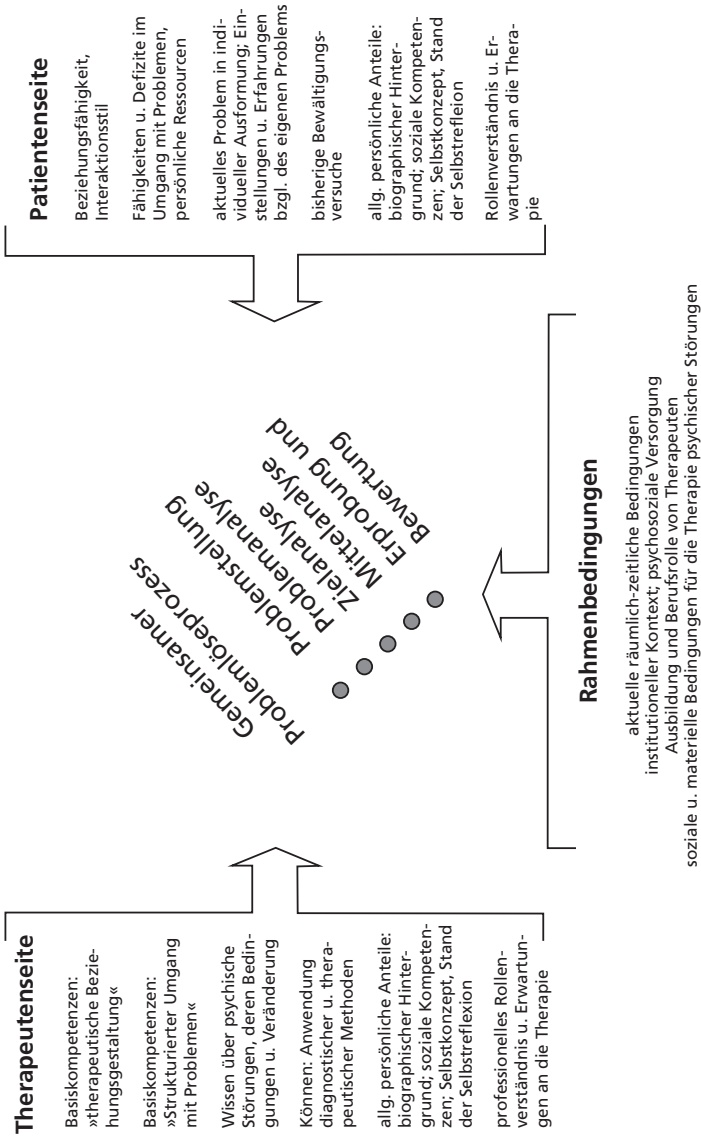 Therapeutenseite
Basiskompetenzen:
»therapeutische Bezie-
hungsgestaltung«
Basiskompetenzen:
»Strukturierter Umgang
mit Problemen«
Wissen über psychische
Störungen, deren Bedin-
gungen u. Veränderung
Können: Anwendung
diagnostischer u. thera-
peutischer Methoden
allg. persönliche Anteile:
biographischer Hinter-
grund; soziale Kompeten-
zen; Selbstkonzept, Stand
der Selbstreflexion
professionelles Rollen-
verständnis u. Erwartun-
gen an die Therapie
Gemeinsamer
Problemlöseprozess
Problemstellung
Problemanalyse
Zielanalyse
Mittelanalyse
Erprobung und
Bewertung
Patientenseite
Beziehungsfähigkeit,
Interaktionsstil
Fähigkeiten u. Defizite im
Umgang mit Problemen,
persönliche Ressourcen
aktuelles Problem in indi-
vidueller Ausformung; Ein-
stellungen u. Erfahrungen
bzgl. des eigenen Problems
bisherige Bewältigungs-
versuche
allg. persönliche Anteile:
biographischer Hinter-
grund; soziale Kompeten-
zen; Selbstkonzept, Stand
der Selbstrefleion
Rollenverständnis u. Er-
wartungen an die Thera-
pie
Rahmenbedingungen
aktuelle räumlich-zeitliche Bedingungen
institutioneller Kontext; psychosoziale Versorgung
Ausbildung und Berufsrolle von Therapeuten
soziale u. materielle Bedingungen für die Therapie psychischer Störungen